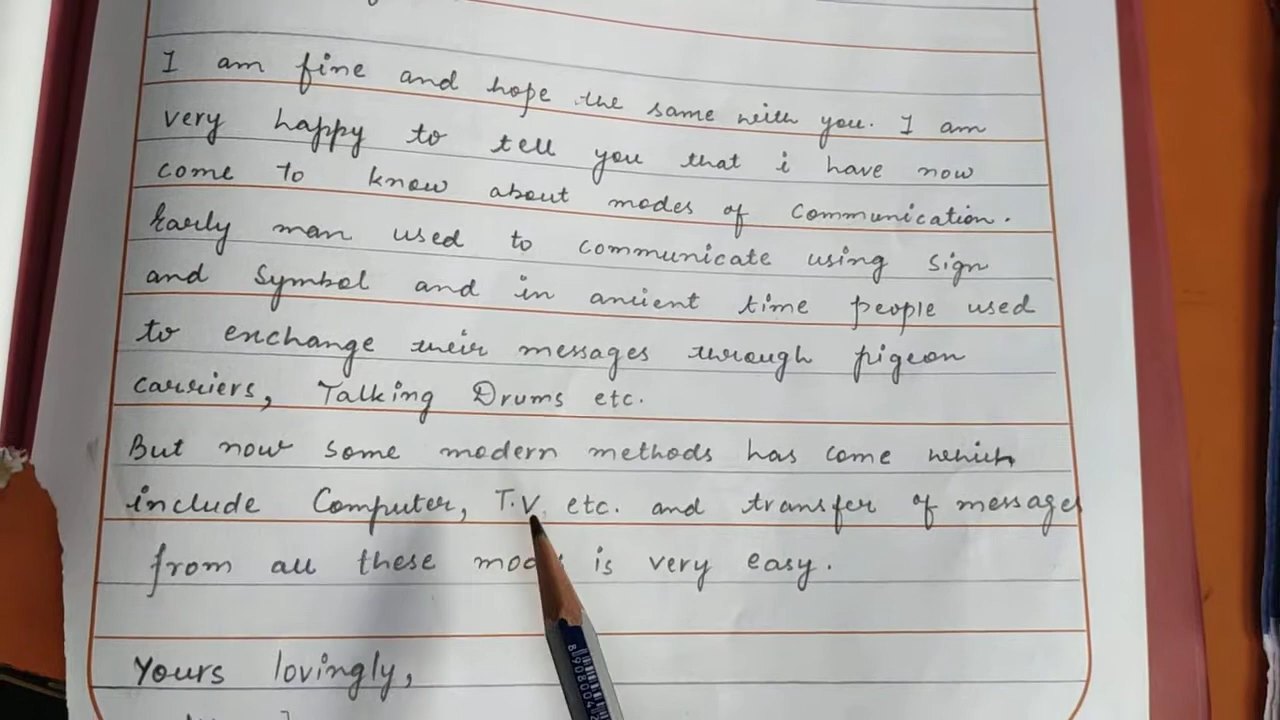 I am fine and hope the same with you. I am
very happy to tell you that i have now
come to know about modes of communication.
Early man used to communicate using sign
and Symbol and in ancient time people used
to exchange their messages through pigeon
carriers, Talking Drums etc.
But now some modern methods has come which
include Computer, T.V. etc. and transfer of messages
from all these is very easy.
Yours lovingly,